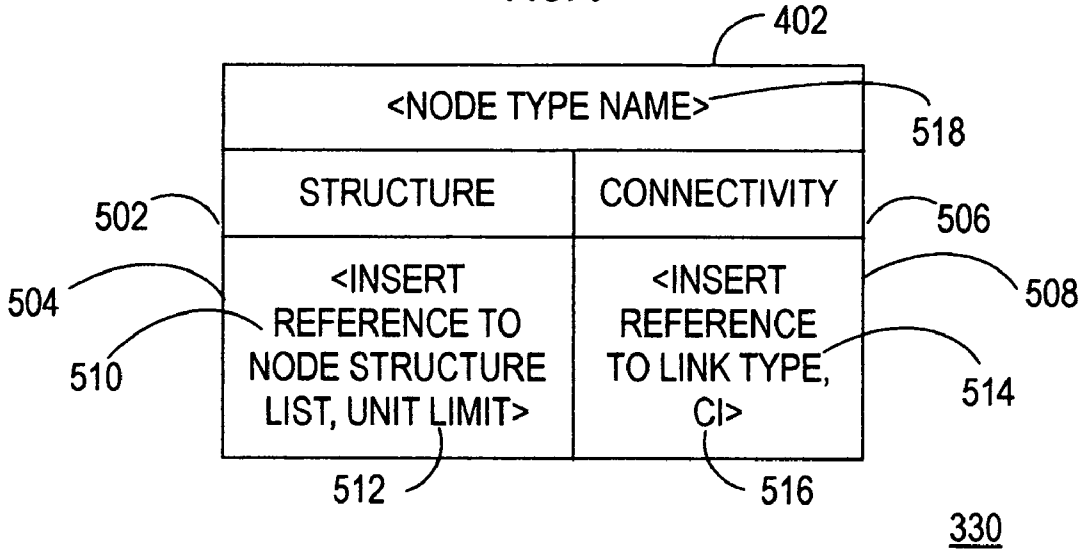 402
<NODE TYPE NAME>
518
STRUCTURE
CONNECTIVITY
502
506
504
<INSERT
REFERENCE TO
NODE STRUCTURE
LIST, UNIT LIMIT>
<INSERT
REFERENCE
TO LINK TYPE,
CI>
508
510
514
512
516
330